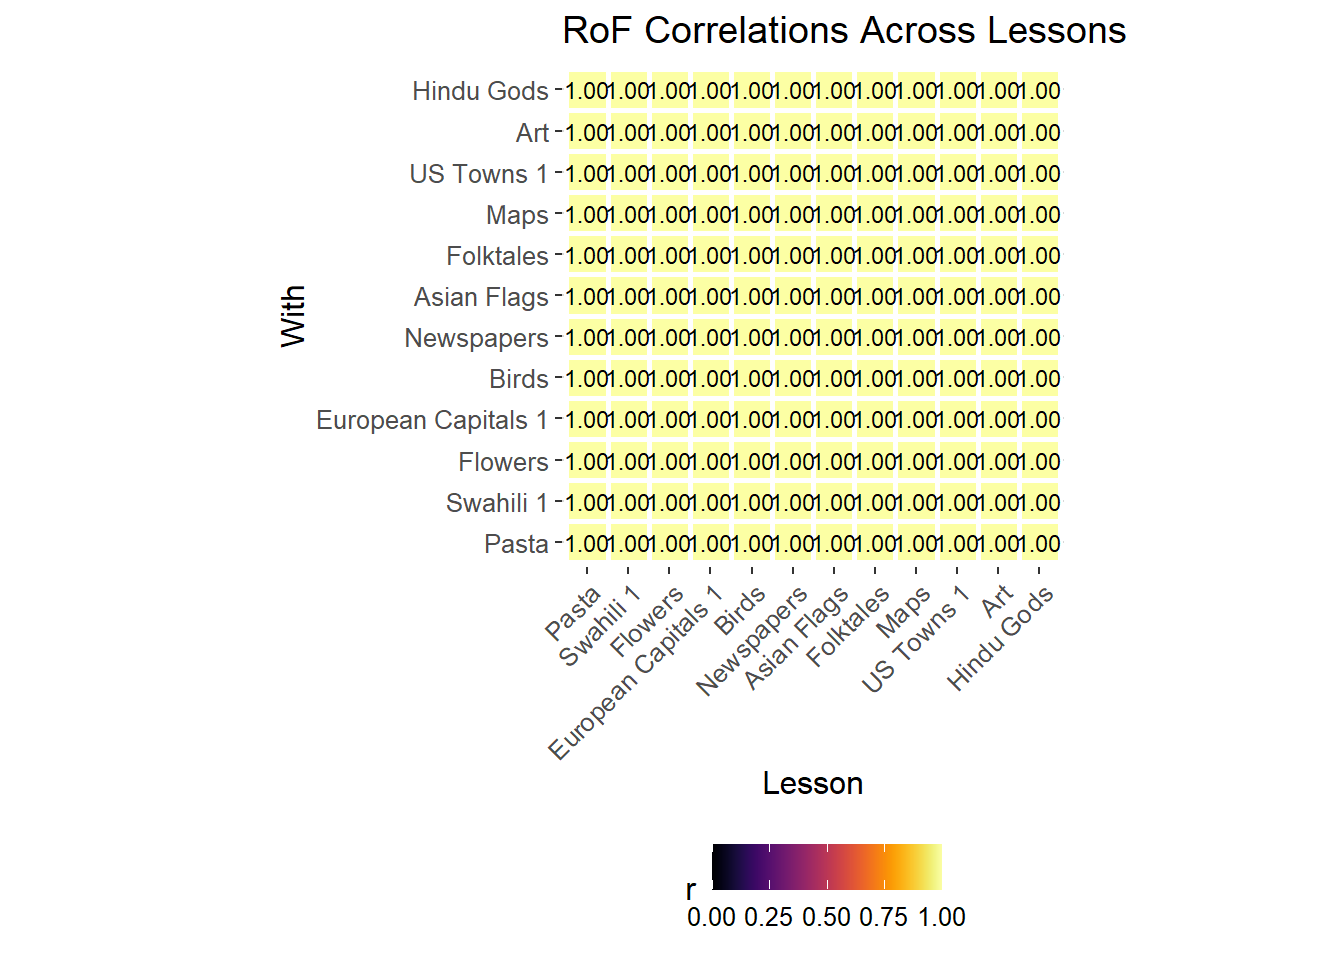 RoF Correlations Across Lessons
With
Hindu Gods 1.00 1.00 1.00 1.00 1.00 1.00 1.00 1.00 1.00 1.00 1.00 1.00
Art 1.00 1.00 1.00 1.00 1.00 1.00 1.00 1.00 1.00 1.00 1.00 1.00
US Towns 1 1.00 1.00 1.00 1.00 1.00 1.00 1.00 1.00 1.00 1.00 1.00 1.00
Maps 1.00 1.00 1.00 1.00 1.00 1.00 1.00 1.00 1.00 1.00 1.00 1.00
Folktales 1.00 1.00 1.00 1.00 1.00 1.00 1.00 1.00 1.00 1.00 1.00 1.00
Asian Flags 1.00 1.00 1.00 1.00 1.00 1.00 1.00 1.00 1.00 1.00 1.00 1.00
Newspapers 1.00 1.00 1.00 1.00 1.00 1.00 1.00 1.00 1.00 1.00 1.00 1.00
Birds 1.00 1.00 1.00 1.00 1.00 1.00 1.00 1.00 1.00 1.00 1.00 1.00
European Capitals 1 1.00 1.00 1.00 1.00 1.00 1.00 1.00 1.00 1.00 1.00 1.00 1.00
Flowers 1.00 1.00 1.00 1.00 1.00 1.00 1.00 1.00 1.00 1.00 1.00 1.00
Swahili 1 1.00 1.00 1.00 1.00 1.00 1.00 1.00 1.00 1.00 1.00 1.00 1.00
Pasta 1.00 1.00 1.00 1.00 1.00 1.00 1.00 1.00 1.00 1.00 1.00 1.00
Pasta
Swahili 1
Flowers
European Capitals 1
Birds
Newspapers
Asian Flags
Folktales
Maps
US Towns 1
Art
Hindu Gods
Lesson
r
0.00 0.25 0.50 0.75 1.00